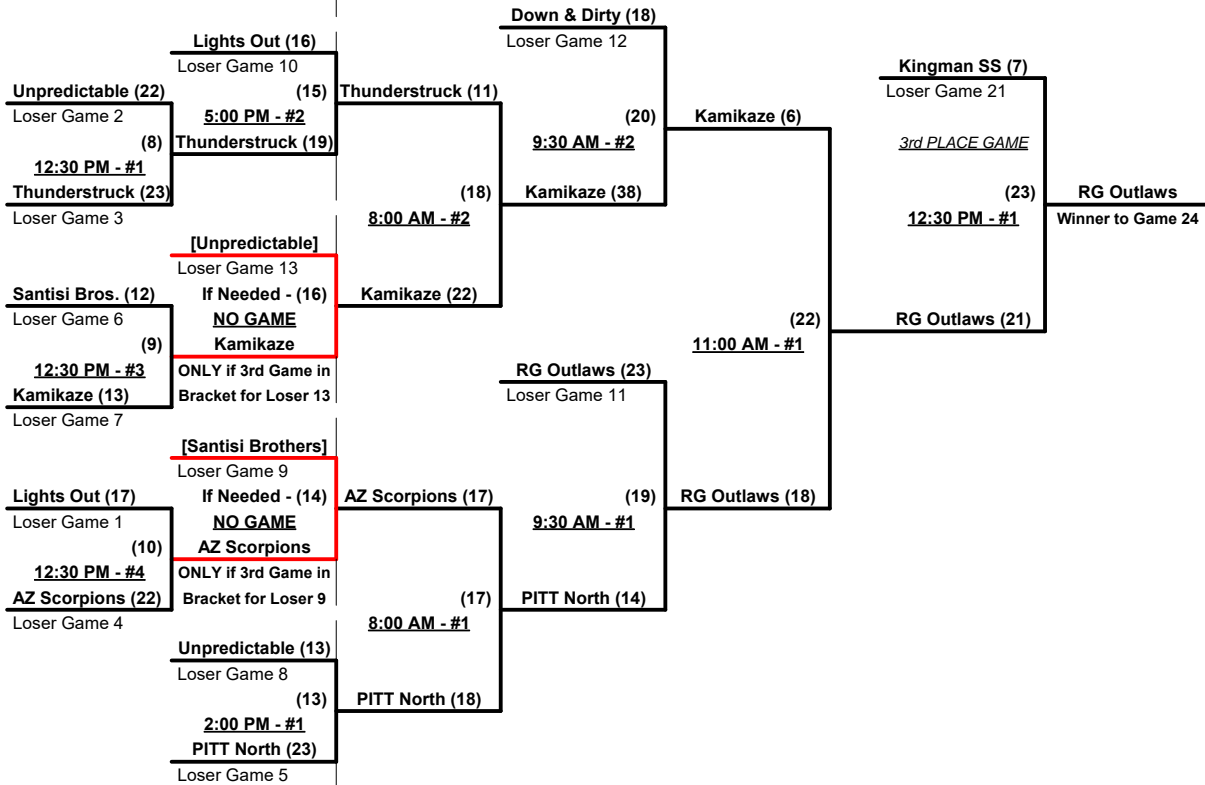 Down & Dirty (18)
Loser Game 12
Lights Out (16)
Loser Game 10
Kingman SS (7)
Loser Game 21
Unpredictable (22)
Loser Game 2
(15)
5:00 PM - #2
Thunderstruck (11)
(20)
9:30 AM - #2
Kamikaze (6)
(8)
12:30 PM - #1
Thunderstruck (19)
3rd PLACE GAME
Thunderstruck (23)
Loser Game 3
(18)
8:00 AM - #2
Kamikaze (38)
(23)
12:30 PM - #1
RG Outlaws
Winner to Game 24
[Unpredictable]
Loser Game 13
Santisi Bros. (12)
Loser Game 6
If Needed - (16)
NO GAME
Kamikaze
Kamikaze (22)
(22)
11:00 AM - #1
RG Outlaws (21)
(9)
12:30 PM - #3
ONLY if 3rd Game in
Bracket for Loser 13
Kamikaze (13)
Loser Game 7
RG Outlaws (23)
Loser Game 11
[Santisi Brothers]
Loser Game 9
Lights Out (17)
Loser Game 1
If Needed - (14)
NO GAME
AZ Scorpions
AZ Scorpions (17)
(19)
9:30 AM - #1
RG Outlaws (18)
(10)
12:30 PM - #4
ONLY if 3rd Game in
Bracket for Loser 9
AZ Scorpions (22)
Loser Game 4
(17)
8:00 AM - #1
PITT North (14)
Unpredictable (13)
Loser Game 8
(13)
2:00 PM - #1
PITT North (18)
PITT North (23)
Loser Game 5